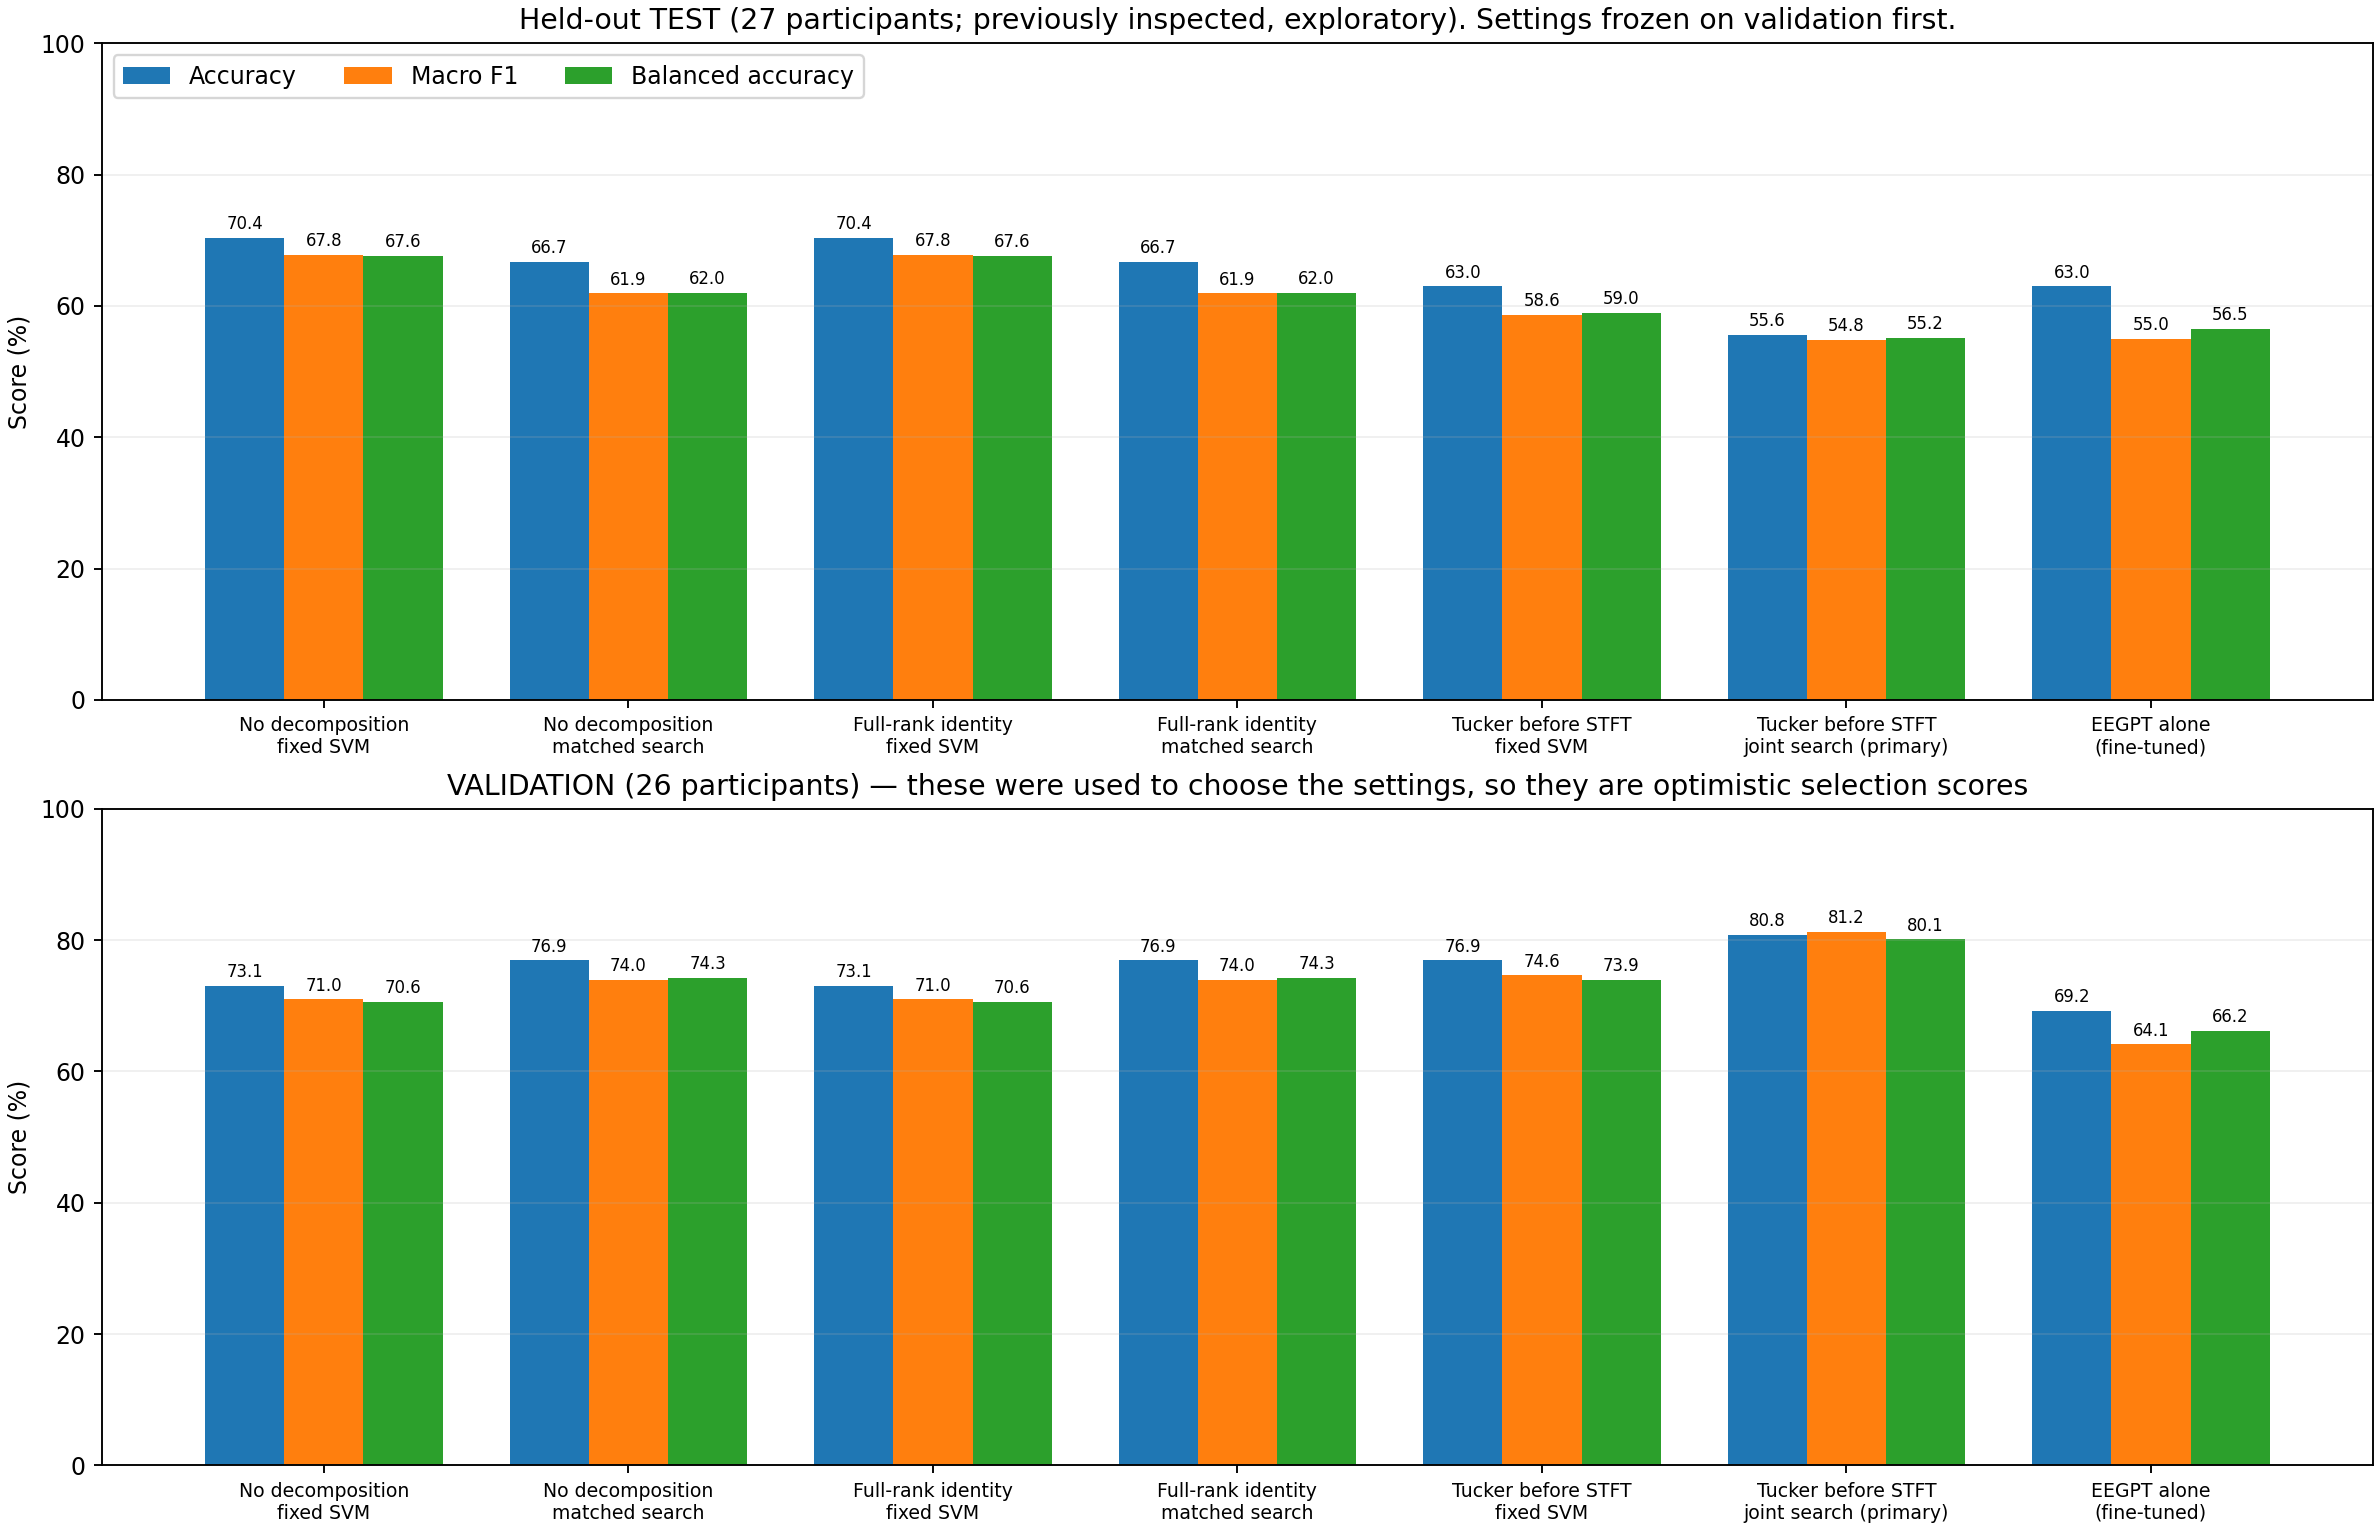 Held-out TEST (27 participants; previously inspected, exploratory). Settings frozen on validation first.
Score (%)
100
80
60
40
20
0
Accuracy
Macro F1
Balanced accuracy
70.4
67.8
67.6
66.7
61.9
62.0
70.4
67.8
67.6
66.7
61.9
62.0
63.0
58.6
59.0
55.6
54.8
55.2
63.0
55.0
56.5
No decomposition
fixed SVM
No decomposition
matched search
Full-rank identity
fixed SVM
Full-rank identity
matched search
Tucker before STFT
fixed SVM
Tucker before STFT
joint search (primary)
EEGPT alone
(fine-tuned)
VALIDATION (26 participants) — these were used to choose the settings, so they are optimistic selection scores
Score (%)
100
80
60
40
20
0
73.1
71.0
70.6
76.9
74.0
74.3
73.1
71.0
70.6
76.9
74.0
74.3
76.9
74.6
73.9
80.8
81.2
80.1
69.2
64.1
66.2
No decomposition
fixed SVM
No decomposition
matched search
Full-rank identity
fixed SVM
Full-rank identity
matched search
Tucker before STFT
fixed SVM
Tucker before STFT
joint search (primary)
EEGPT alone
(fine-tuned)